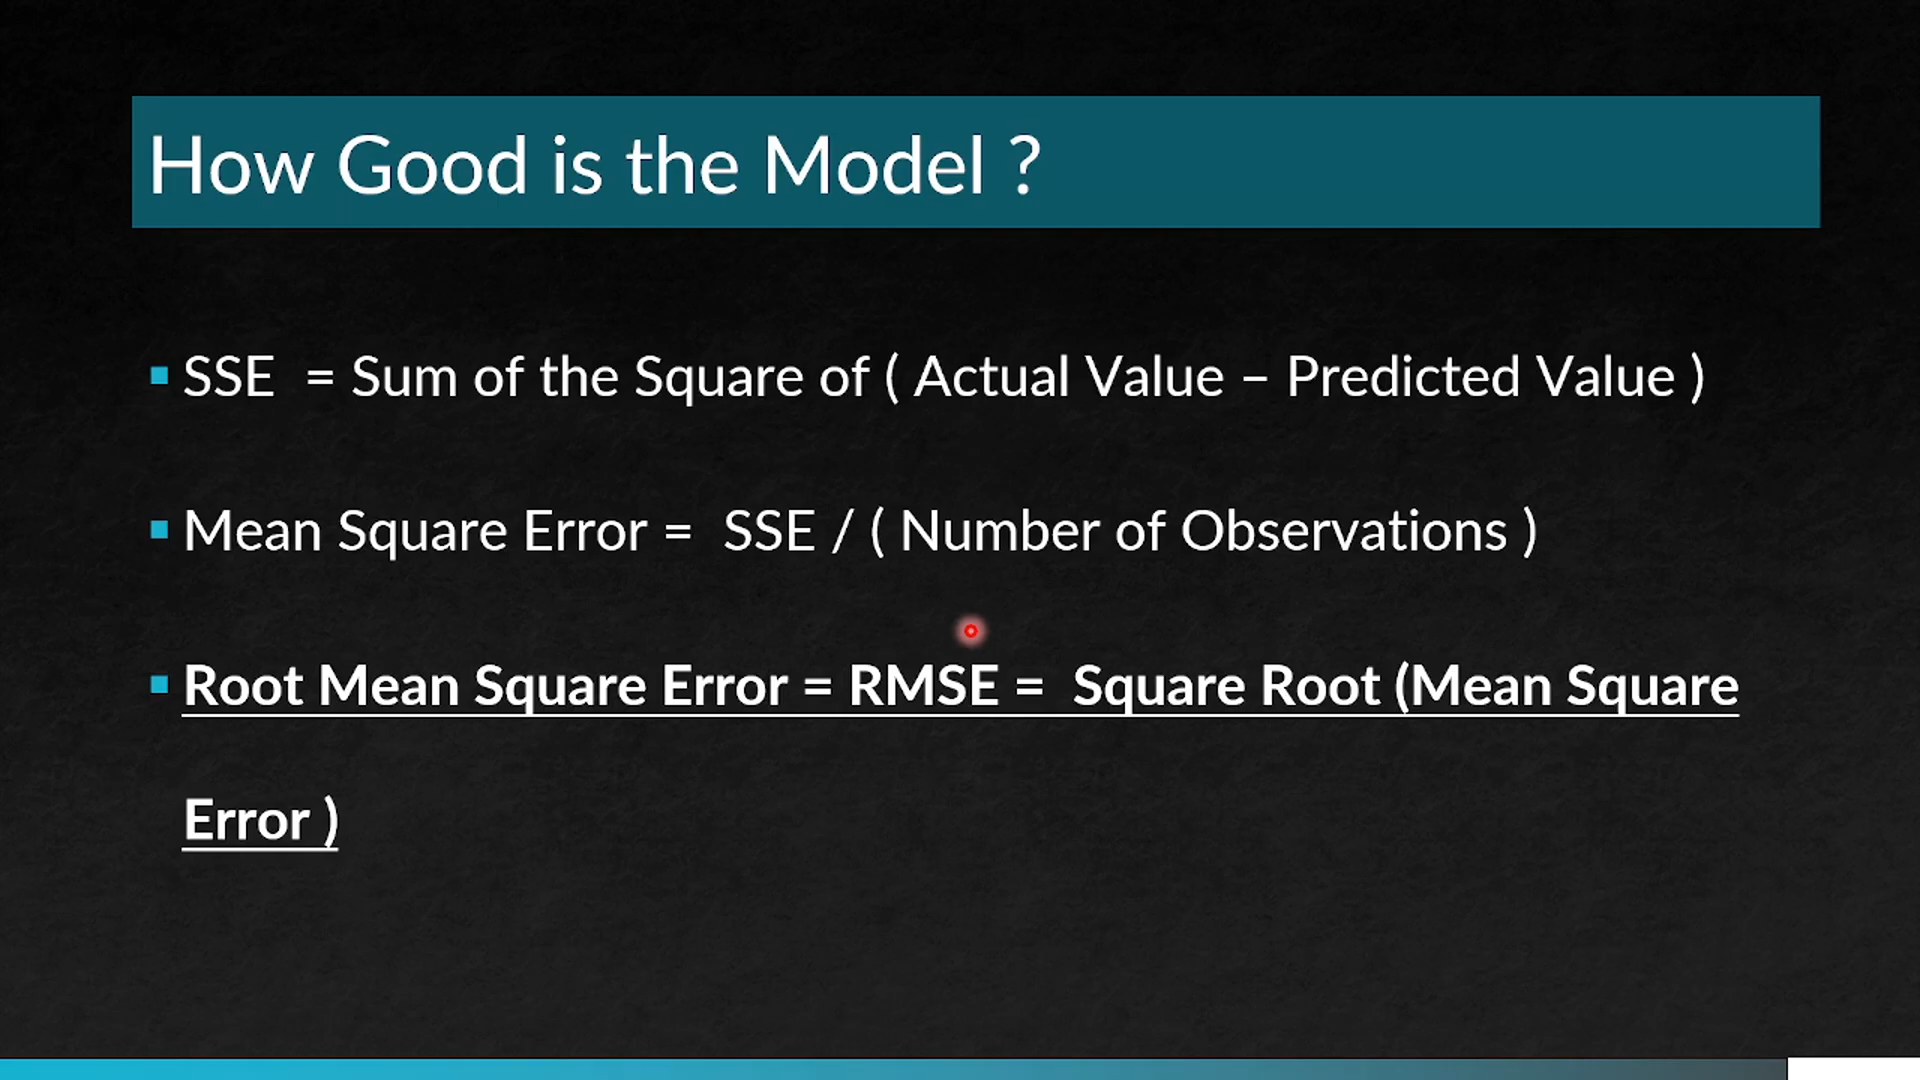 How Good is the Model ?
SSE = Sum of the Square of ( Actual Value – Predicted Value )
Mean Square Error = SSE / ( Number of Observations )
Root Mean Square Error = RMSE = Square Root (Mean Square
Error )